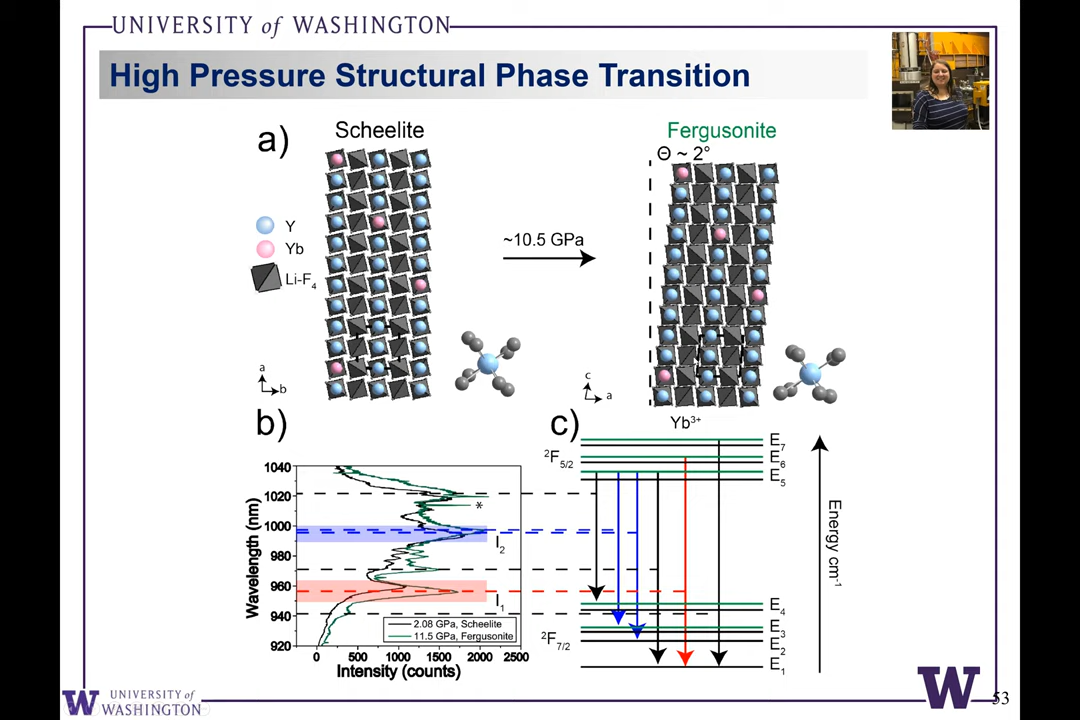 UNIVERSITY of WASHINGTON
High Pressure Structural Phase Transition
a)
Scheelite
Fergusonite
Θ ~ 2°
Y
Yb
Li-F4
~10.5 GPa
a
b
c
a
b)
c)
Yb3+
2F5/2
E7
E6
E5
1040
1020
1000
980
960
940
920
Wavelength (nm)
*
I2
I1
2.08 GPa, Scheelite
11.5 GPa, Fergusonite
0 500 1000 1500 2000 2500
Intensity (counts)
2F7/2
E4
E3
E2
E1
Energy cm-1
W UNIVERSITY of
WASHINGTON
W
53